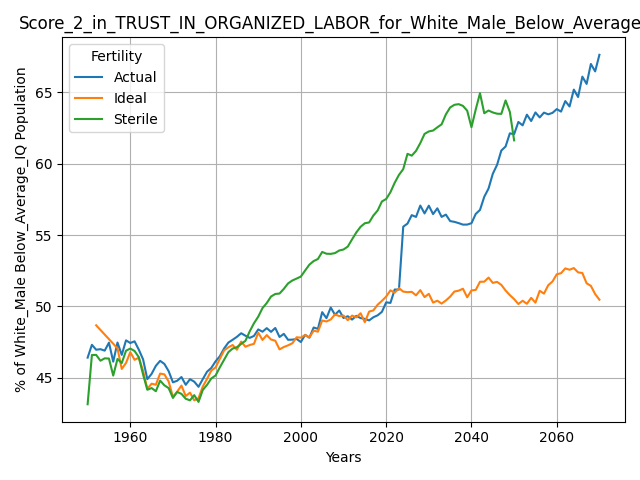 Score_2_in_TRUST_IN_ORGANIZED_LABOR_for_White_Male_Below_Average
Fertility
Actual
Ideal
Sterile
% of White_Male Below_Average_IQ Population
65
60
55
50
45
1960
1980
2000
2020
2040
2060
Years